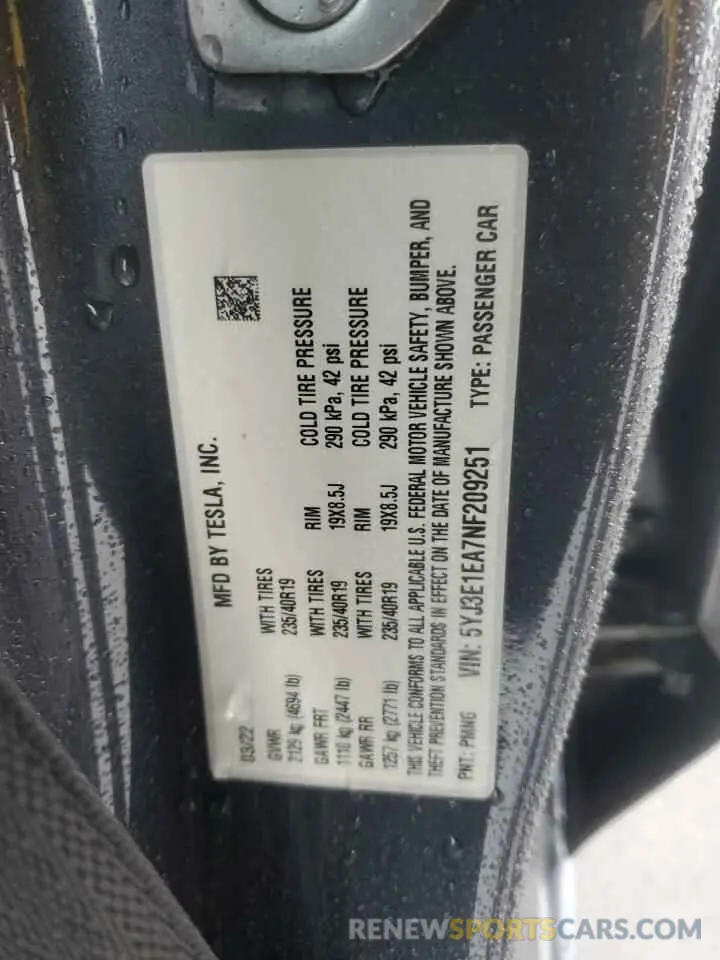 MFD BY TESLA, INC.
03/22
GVWR WITH TIRES
2129 kg (4694 lb) 235/40R19
GAWR FRT WITH TIRES RIM COLD TIRE PRESSURE
1110 kg (2447 lb) 235/40R19 19X8.5J 290 kPa, 42 psi
GAWR RR WITH TIRES RIM COLD TIRE PRESSURE
1257 kg (2771 lb) 235/40R19 19X8.5J 290 kPa, 42 psi
THIS VEHICLE CONFORMS TO ALL APPLICABLE U.S. FEDERAL MOTOR VEHICLE SAFETY, BUMPER, AND
THEFT PREVENTION STANDARDS IN EFFECT ON THE DATE OF MANUFACTURE SHOWN ABOVE.
PNT: PMNG VIN: 5YJ3E1EA7NF209251 TYPE: PASSENGER CAR
RENEWSPORTSCARS.COM